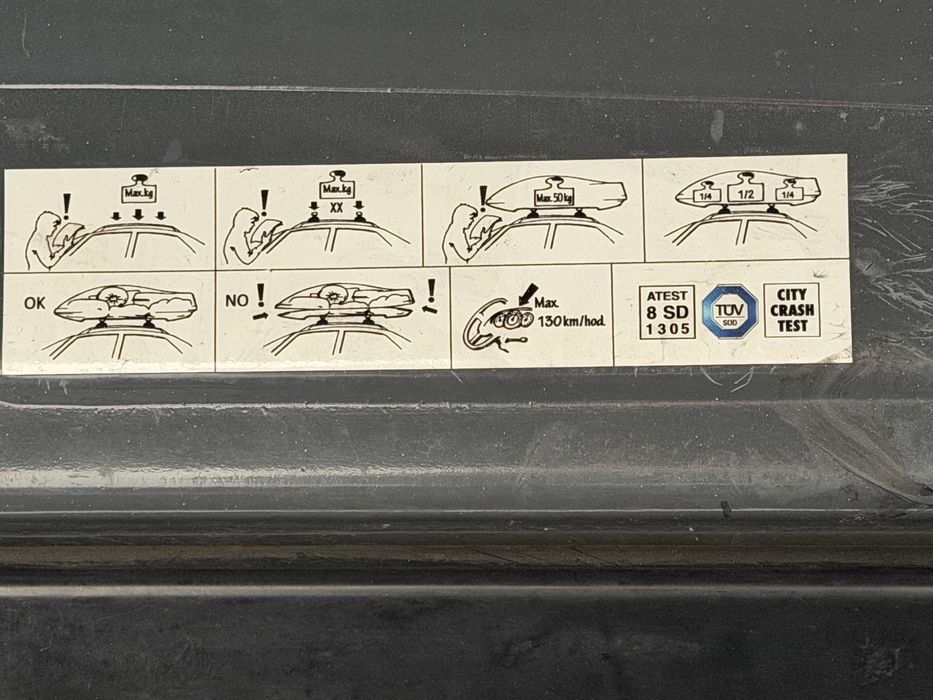 Max.kg
Max.kg
XX
Max. 50 kg
1/4
1/2
1/4
OK
NO
!
!
Max.
130 km/hod.
ATEST
8 SD
1305
TÜV
SÜD
CITY
CRASH
TEST